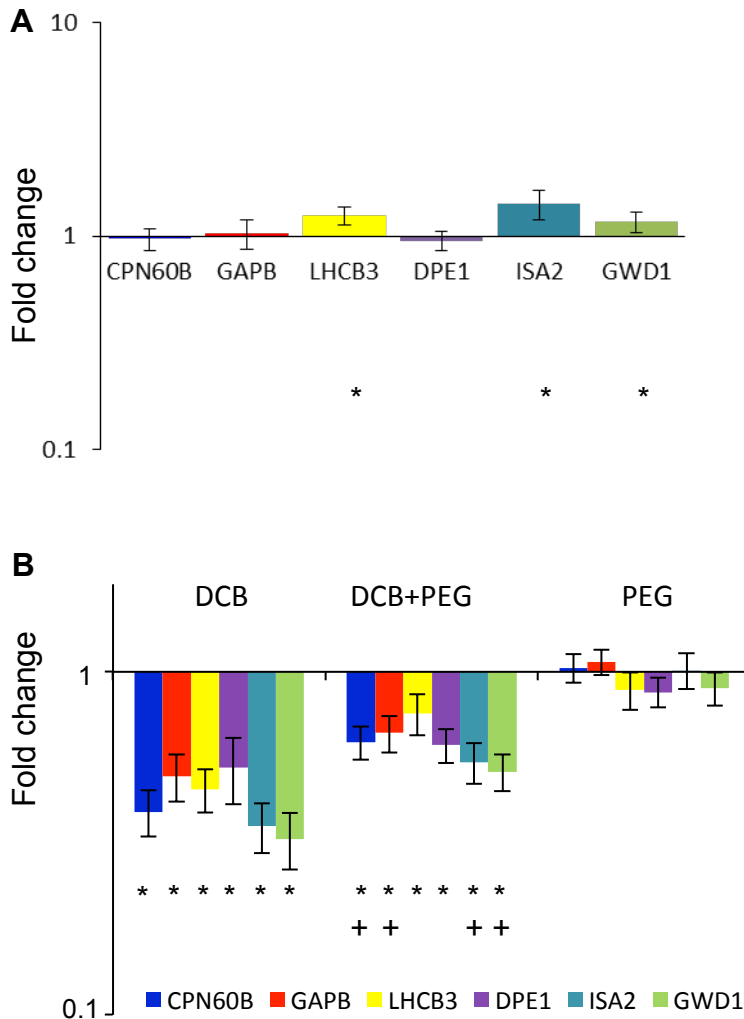 A
10
Fold change
1
CPN60B GAPB LHCB3 DPE1 ISA2 GWD1
* * *
0.1
B
DCB DCB+PEG PEG
1
Fold change
* * * * * * * * * * * *
+ + + +
CPN60B GAPB LHCB3 DPE1 ISA2 GWD1
0.1